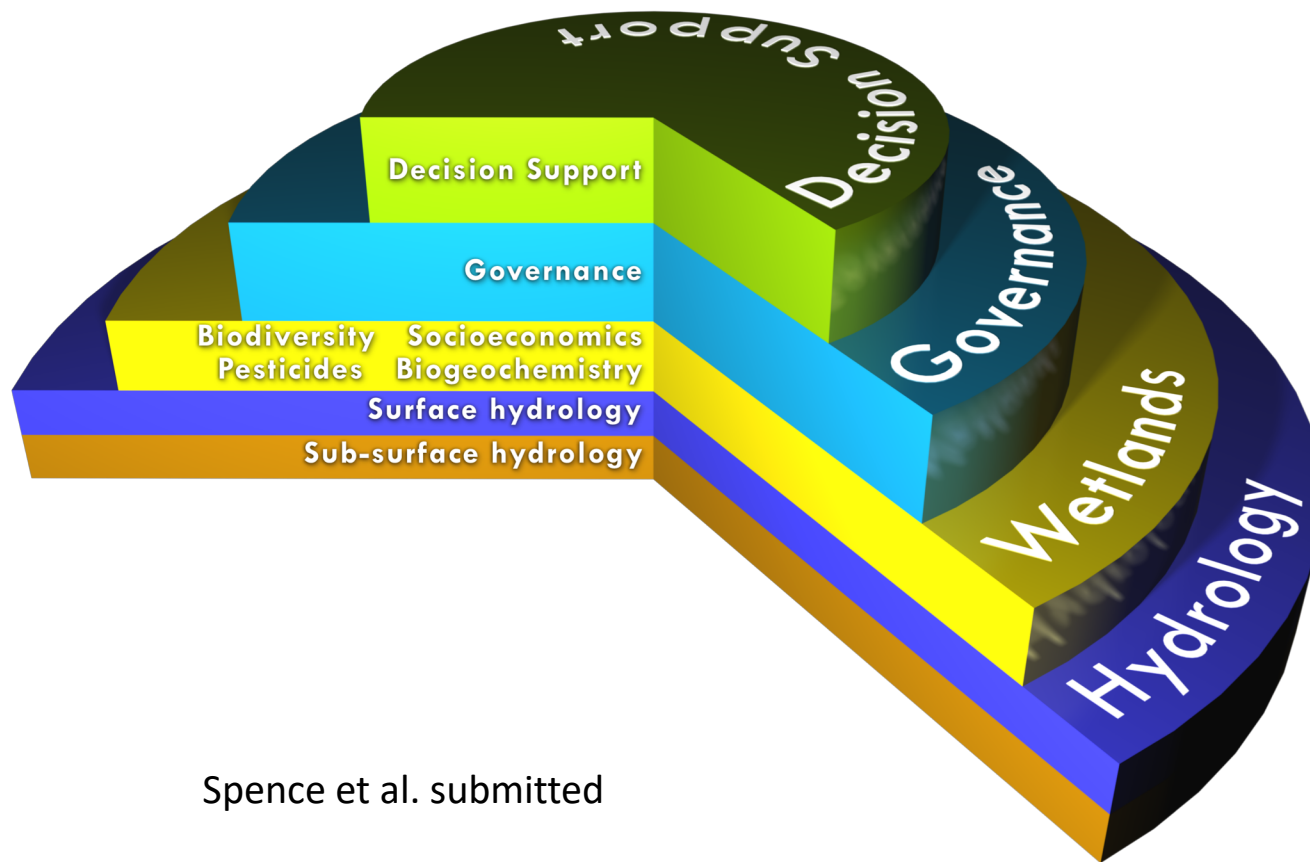 Decision Support
Governance
Wetlands
Hydrology
Decision Support
Governance
Biodiversity Socioeconomics
Pesticides Biogeochemistry
Surface hydrology
Sub-surface hydrology
Spence et al. submitted